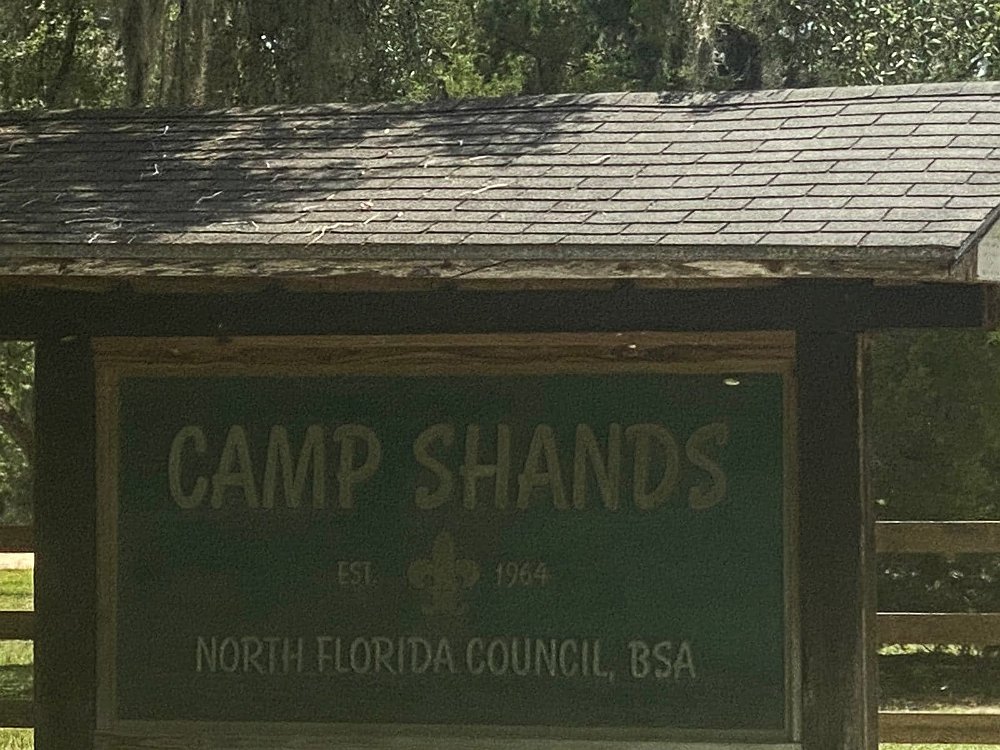 CAMP SHANDS
EST. 1964
NORTH FLORIDA COUNCIL, BSA